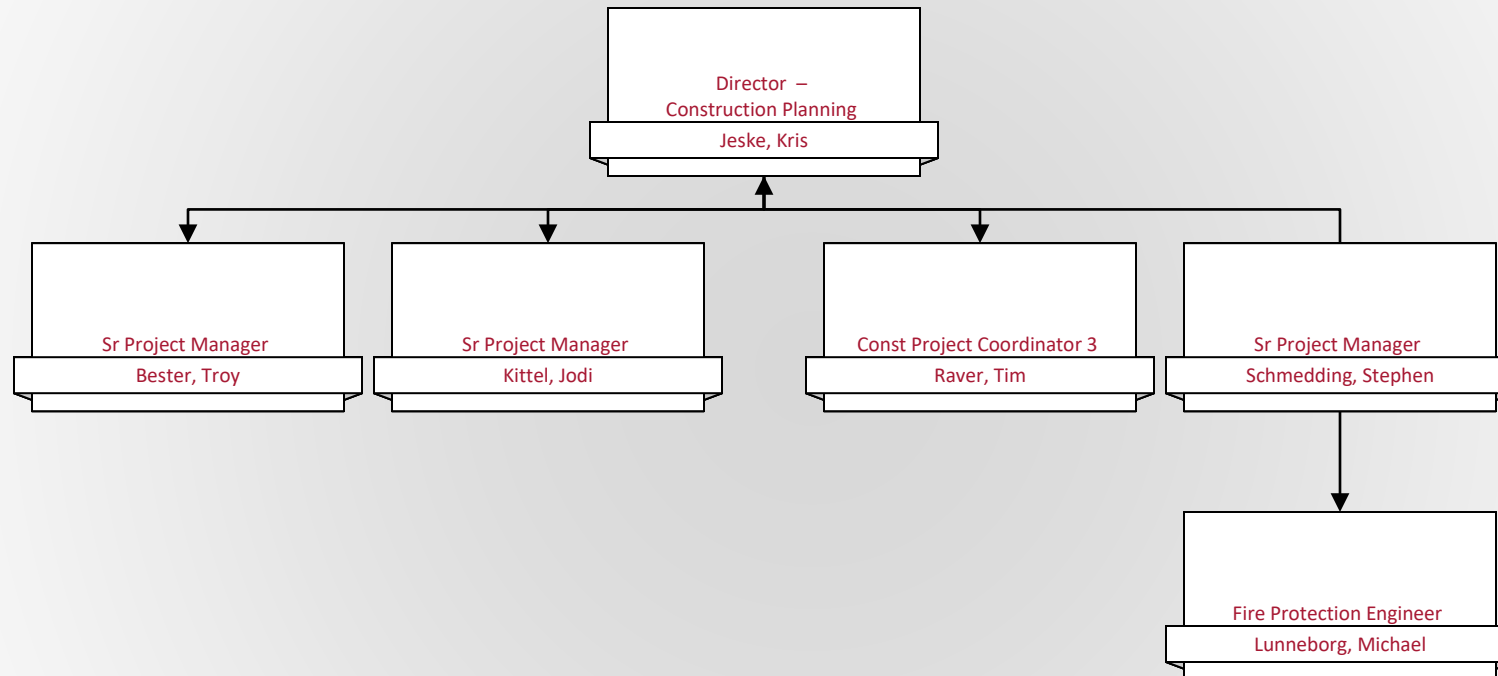 Director –
Construction Planning
Jeske, Kris
Sr Project Manager
Bester, Troy
Sr Project Manager
Kittel, Jodi
Const Project Coordinator 3
Raver, Tim
Sr Project Manager
Schmedding, Stephen
Fire Protection Engineer
Lunneborg, Michael